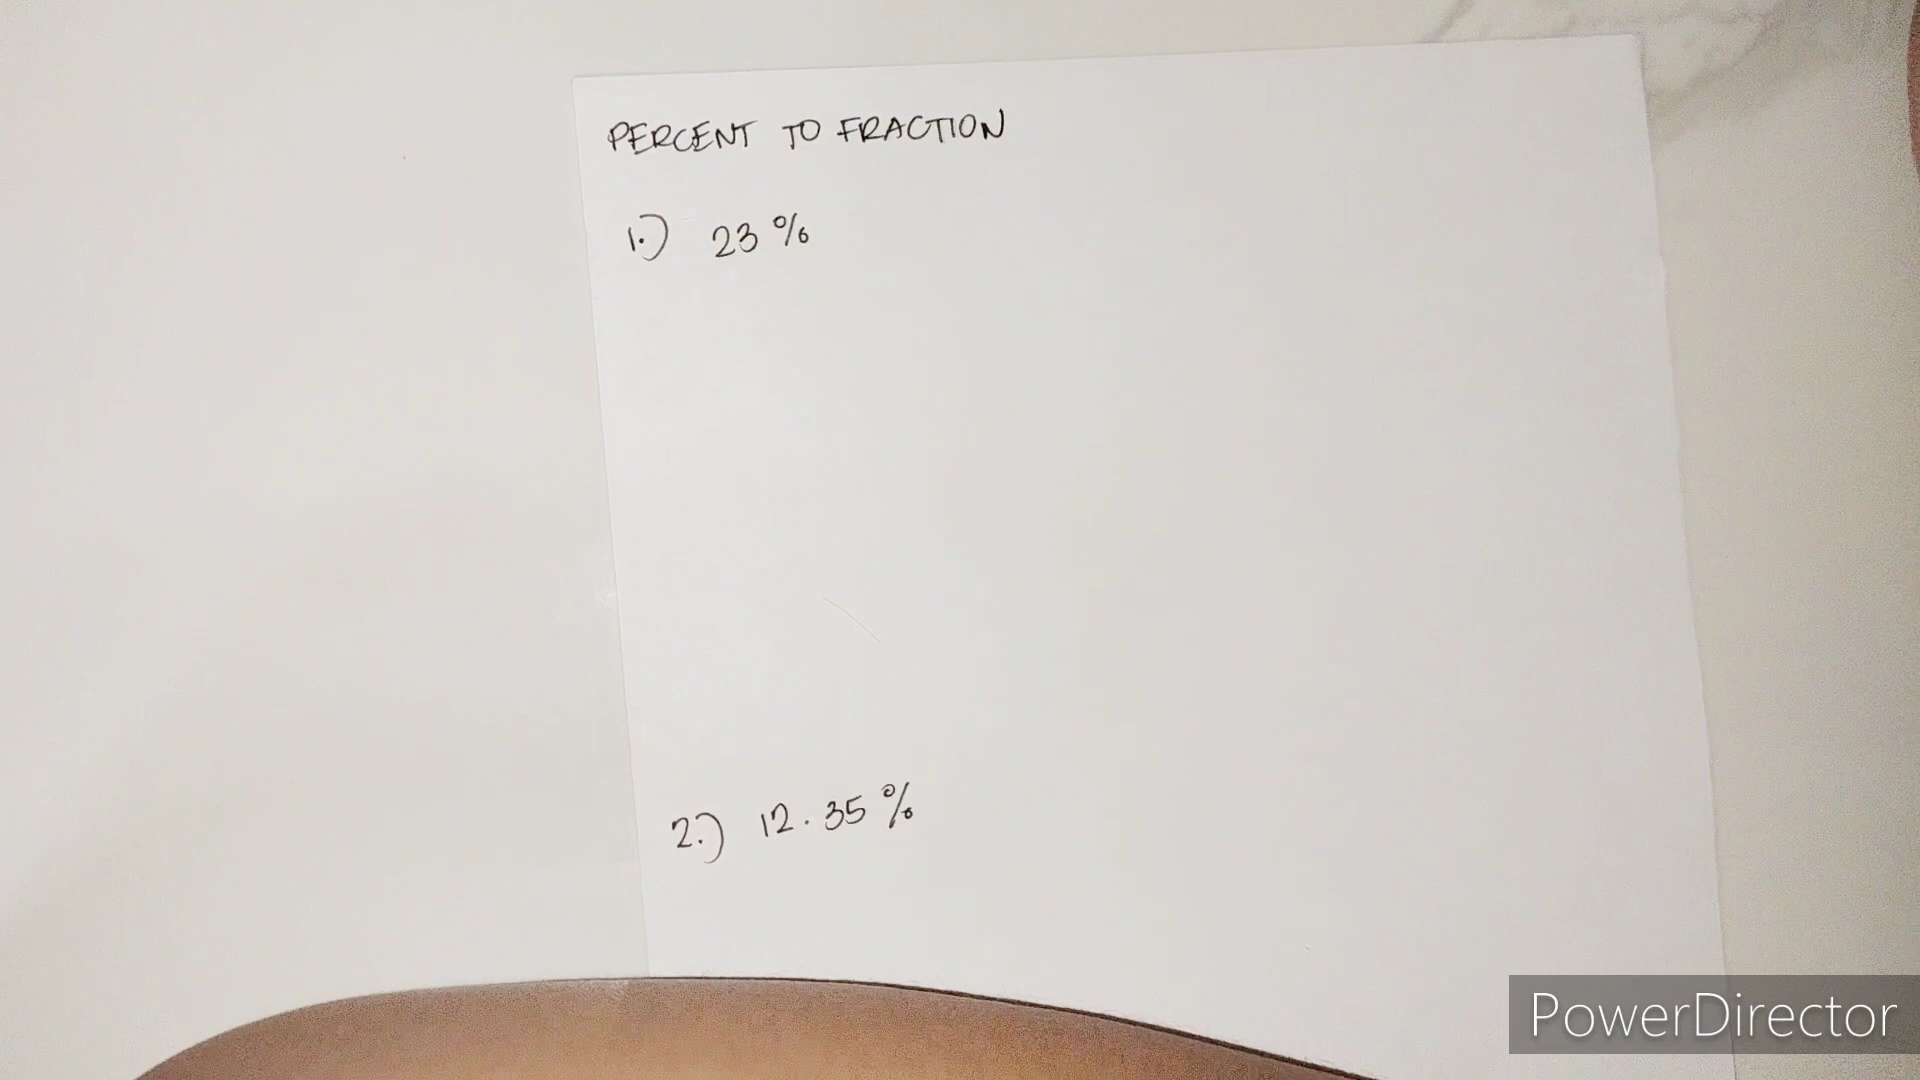 PERCENT TO FRACTION
1.) 23 %
2.) 12.35 %
PowerDirector